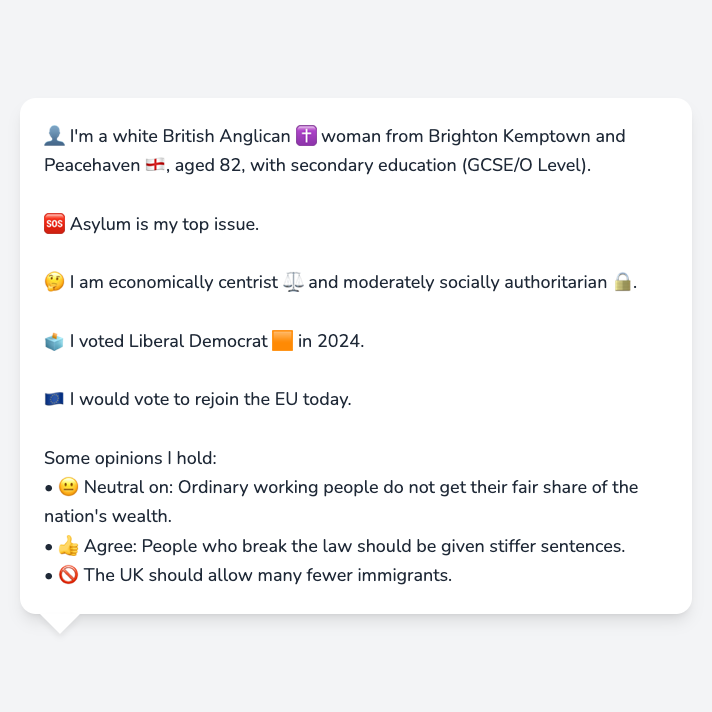 👤 I'm a white British Anglican ✝️ woman from Brighton Kemptown and
Peacehaven 🏴󠁧󠁢󠁥󠁮󠁧󠁿, aged 82, with secondary education (GCSE/O Level).
🆘 Asylum is my top issue.
🤔 I am economically centrist ⚖️ and moderately socially authoritarian 🔒.
🗳️ I voted Liberal Democrat 🟧 in 2024.
🇪🇺 I would vote to rejoin the EU today.
Some opinions I hold:
• 😐 Neutral on: Ordinary working people do not get their fair share of the
nation's wealth.
• 👍 Agree: People who break the law should be given stiffer sentences.
• 🚫 The UK should allow many fewer immigrants.